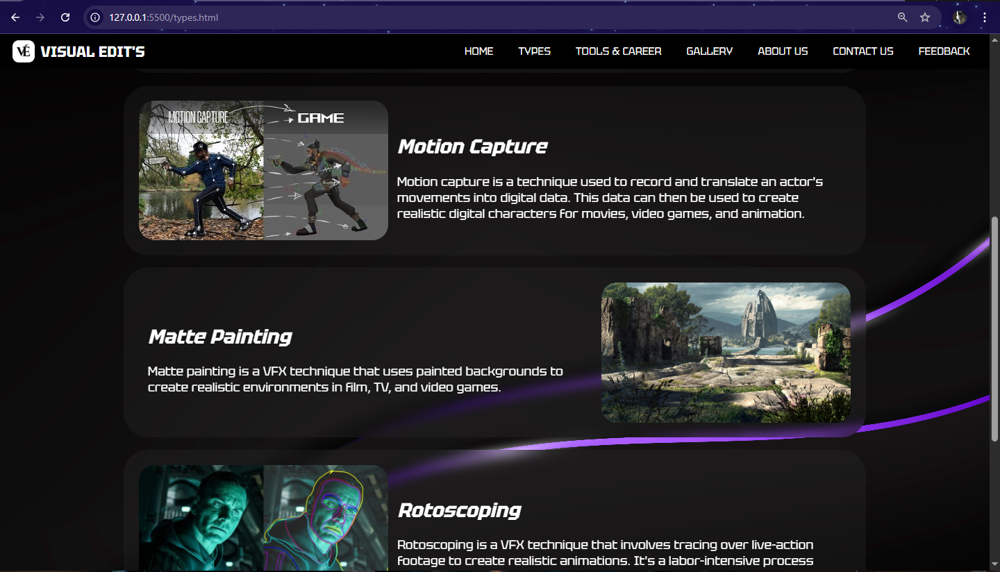 127.0.0.1:5500/types.html
VE VISUAL EDIT'S
HOME TYPES TOOLS & CAREER GALLERY ABOUT US CONTACT US FEEDBACK
MOTION CAPTURE GAME
Motion Capture
Motion capture is a technique used to record and translate an actor's
movements into digital data. This data can then be used to create
realistic digital characters for movies, video games, and animation.
Matte Painting
Matte painting is a VFX technique that uses painted backgrounds to
create realistic environments in film, TV, and video games.
Rotoscoping
Rotoscoping is a VFX technique that involves tracing over live-action
footage to create realistic animations. It's a labor-intensive process